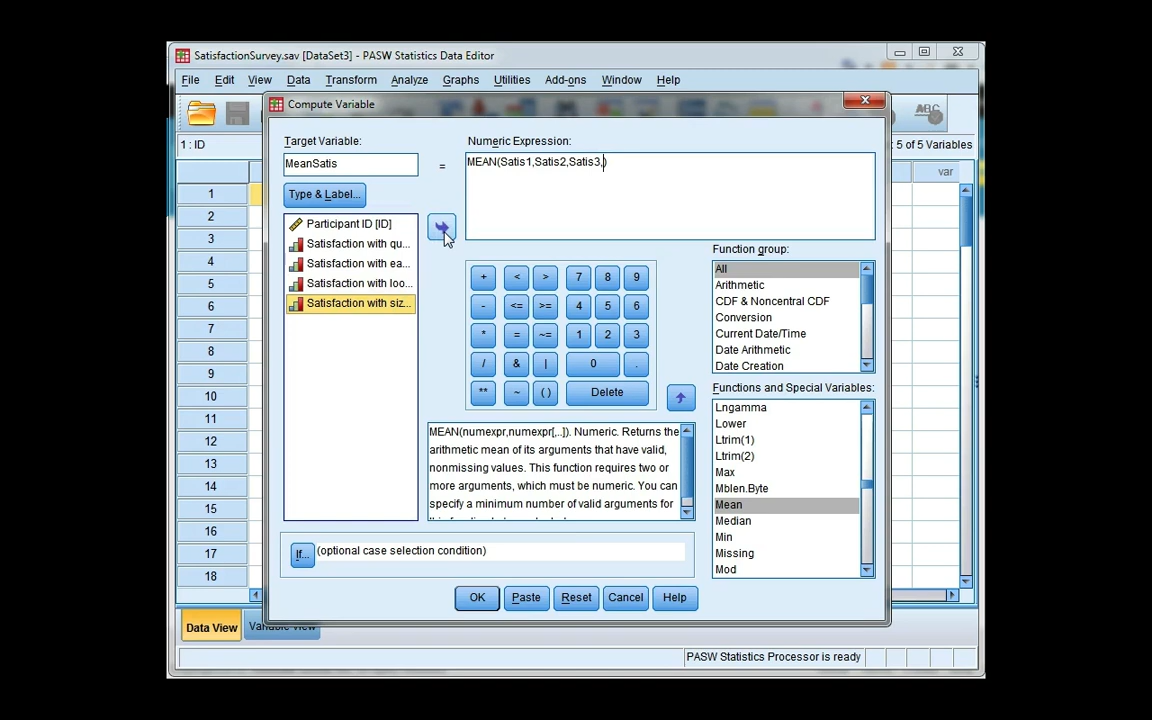 SatisfactionSurvey.sav [DataSet3] - PASW Statistics Data Editor
File Edit View Data Transform Analyze Graphs Utilities Add-ons Window Help
Compute Variable
ABC
1 : ID
5 of 5 Variables
var
Target Variable:
MeanSatis
=
Numeric Expression:
MEAN(Satis1,Satis2,Satis3,)
Type & Label...
Participant ID [ID]
Satisfaction with qu...
Satisfaction with ea...
Satisfaction with loo...
Satisfaction with siz...
+ < > 7 8 9
- <= >= 4 5 6
* = ~= 1 2 3
/ & | 0 .
** ~ ( ) Delete
Function group:
All
Arithmetic
CDF & Noncentral CDF
Conversion
Current Date/Time
Date Arithmetic
Date Creation
Functions and Special Variables:
Lngamma
Lower
Ltrim(1)
Ltrim(2)
Max
Mblen.Byte
Mean
Median
Min
Missing
Mod
MEAN(numexpr,numexpr[,..]). Numeric. Returns the
arithmetic mean of its arguments that have valid,
nonmissing values. This function requires two or
more arguments, which must be numeric. You can
specify a minimum number of valid arguments for
If... (optional case selection condition)
OK Paste Reset Cancel Help
1
2
3
4
5
6
7
8
9
10
11
12
13
14
15
16
17
18
Data View Variable View
PASW Statistics Processor is ready